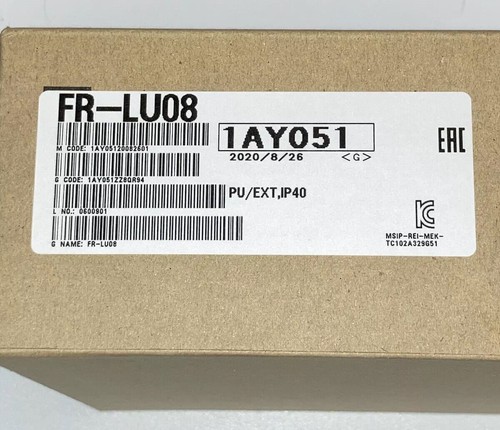 FR-LU08
M CODE: 1AY05120082601
1AY051
2020/8/26 <G>
EAC
G CODE: 1AY051ZZ8QR94
PU/EXT,IP40
L NO.: 0600901
G NAME: FR-LU08
MSIP-REI-MEK-
TC102A329G51